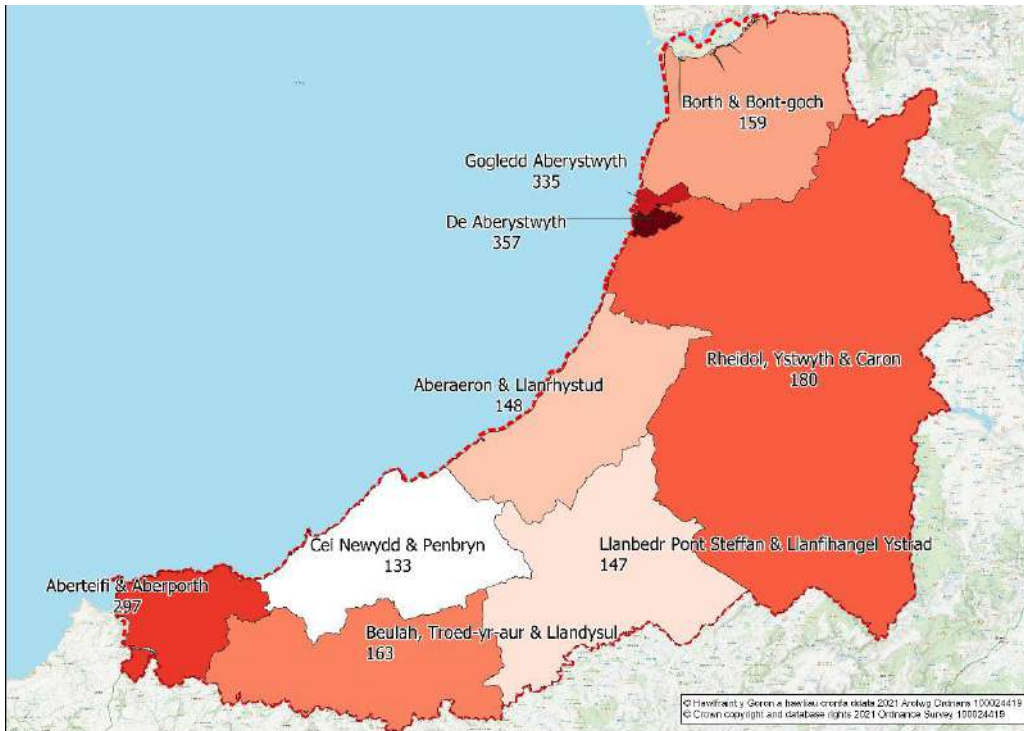 Borth & Bont-goch
159
Gogledd Aberystwyth
335
De Aberystwyth
357
Rheidol, Ystwyth & Caron
180
Aberaeron & Llanrhystud
148
Cei Newydd & Penbryn
133
Llanbedr Pont Steffan & Llanfihangel Ystrad
147
Aberteifi & Aberporth
297
Beulah, Troed-yr-aur & Llandysul
163
© Hawlfraint y Goron a hawliau cronfa ddata 2021 Arolwg Ordnans 100024419
© Crown copyright and database rights 2021 Ordnance Survey 100024419